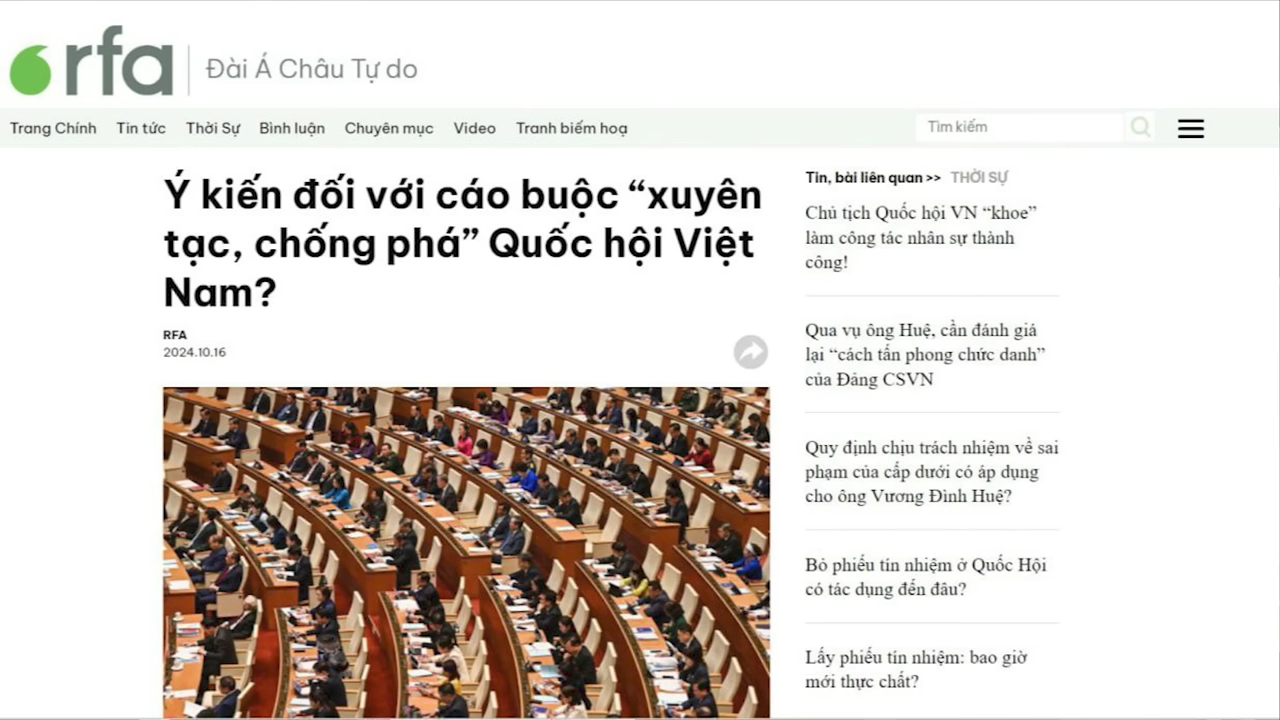 rfa
Đài Á Châu Tự do
Trang Chính
Tin tức
Thời Sự
Bình luận
Chuyên mục
Video
Tranh biếm hoạ
Tìm kiếm
Ý kiến đối với cáo buộc “xuyên
tạc, chống phá” Quốc hội Việt
Nam?
RFA
2024.10.16
Tin, bài liên quan >> THỜI SỰ
Chủ tịch Quốc hội VN “khoe”
làm công tác nhân sự thành
công!
Qua vụ ông Huệ, cần đánh giá
lại “cách tấn phong chức danh”
của Đảng CSVN
Quy định chịu trách nhiệm về sai
phạm của cấp dưới có áp dụng
cho ông Vương Đình Huệ?
Bỏ phiếu tín nhiệm ở Quốc Hội
có tác dụng đến đâu?
Lấy phiếu tín nhiệm: bao giờ
mới thực chất?